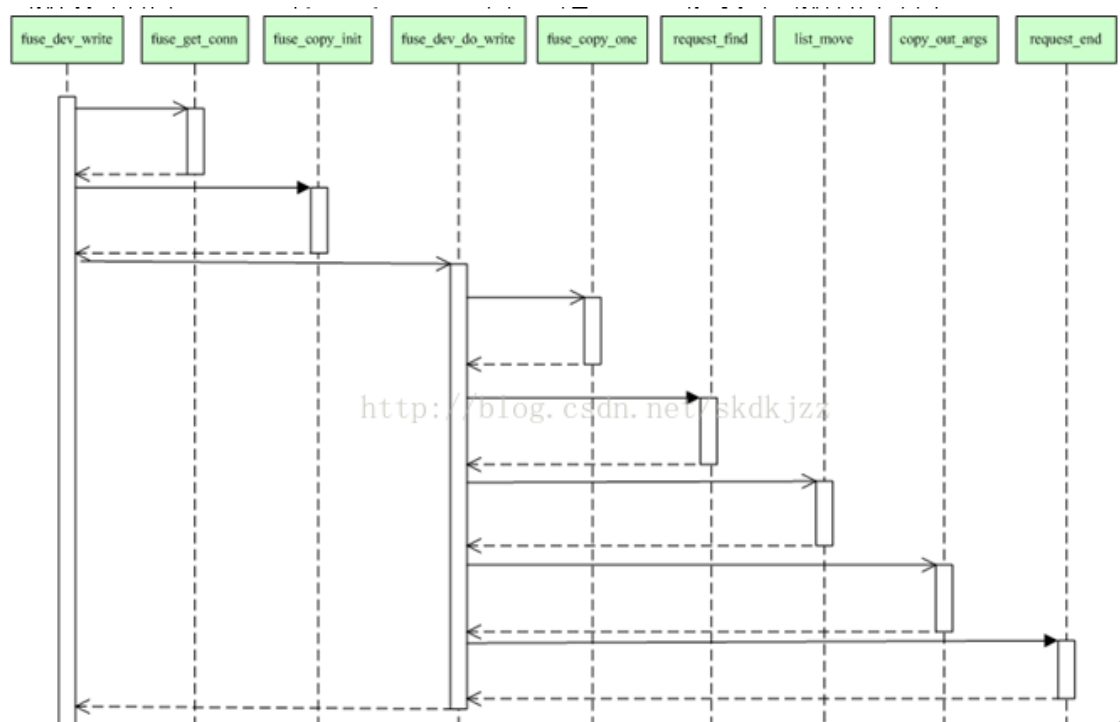 fuse_dev_write
fuse_get_conn
fuse_copy_init
fuse_dev_do_write
fuse_copy_one
request_find
list_move
copy_out_args
request_end
http://blog.csdn.net/skdkjzz